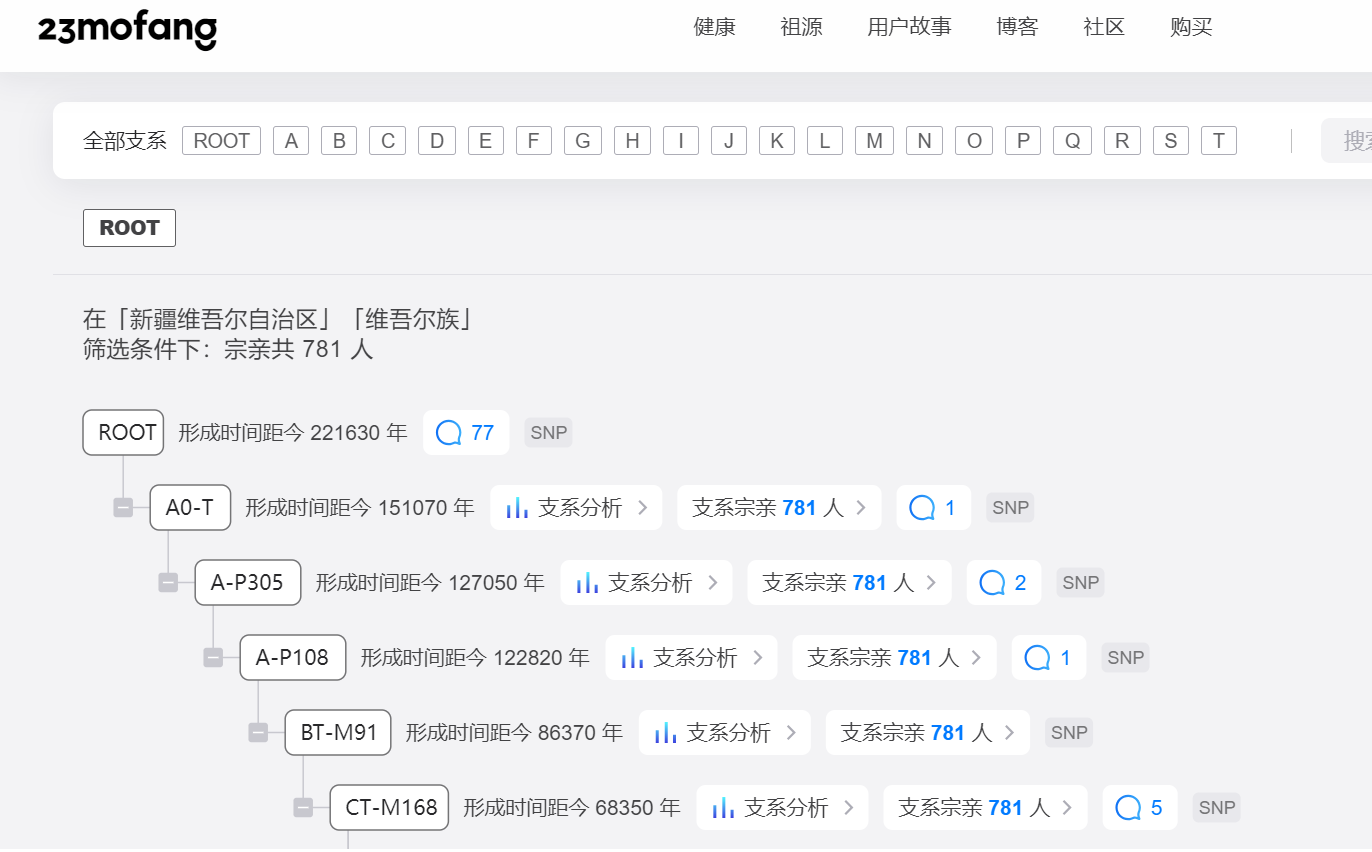 23mofang 健康 祖源 用户故事 博客 社区 购买
全部支系 ROOT A B C D E F G H I J K L M N O P Q R S T 搜
ROOT
在「新疆维吾尔自治区」「维吾尔族」
筛选条件下：宗亲共 781 人
ROOT 形成时间距今 221630 年 77 SNP
A0-T 形成时间距今 151070 年 支系分析 支系宗亲 781 人 1 SNP
A-P305 形成时间距今 127050 年 支系分析 支系宗亲 781 人 2 SNP
A-P108 形成时间距今 122820 年 支系分析 支系宗亲 781 人 1 SNP
BT-M91 形成时间距今 86370 年 支系分析 支系宗亲 781 人 SNP
CT-M168 形成时间距今 68350 年 支系分析 支系宗亲 781 人 5 SNP